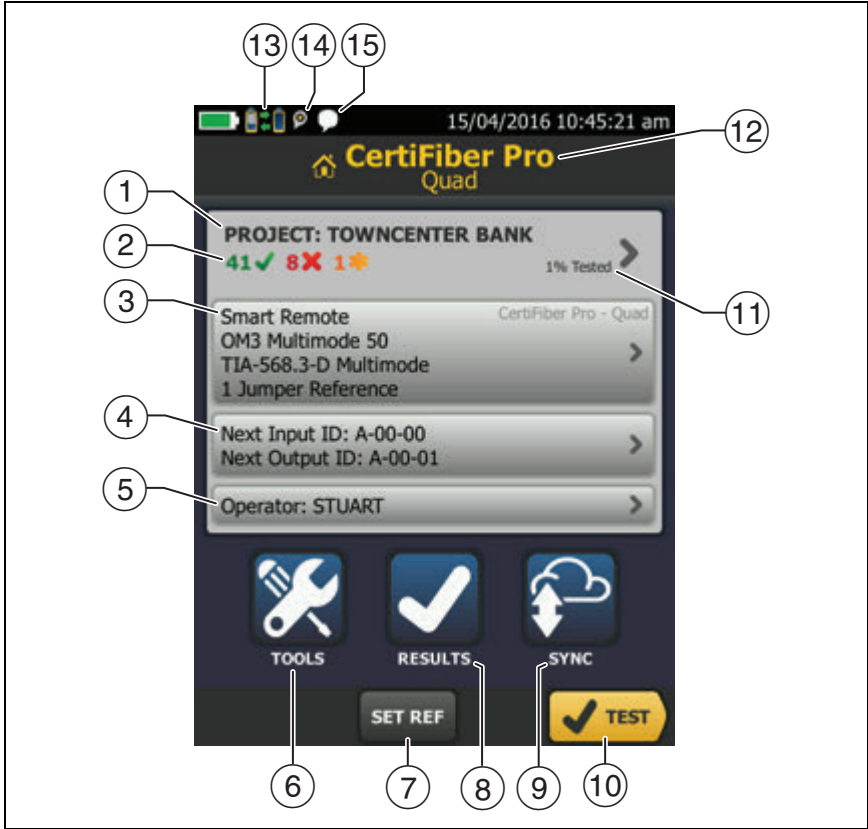 13 14 15
15/04/2016 10:45:21 am
12
CertiFiber Pro
Quad
1
PROJECT: TOWNCENTER BANK
2
41 8 1
1% Tested
11
3
Smart Remote
CertiFiber Pro - Quad
OM3 Multimode 50
TIA-568.3-D Multimode
1 Jumper Reference
4
Next Input ID: A-00-00
Next Output ID: A-00-01
5
Operator: STUART
TOOLS RESULTS SYNC
SET REF TEST
6 7 8 9 10